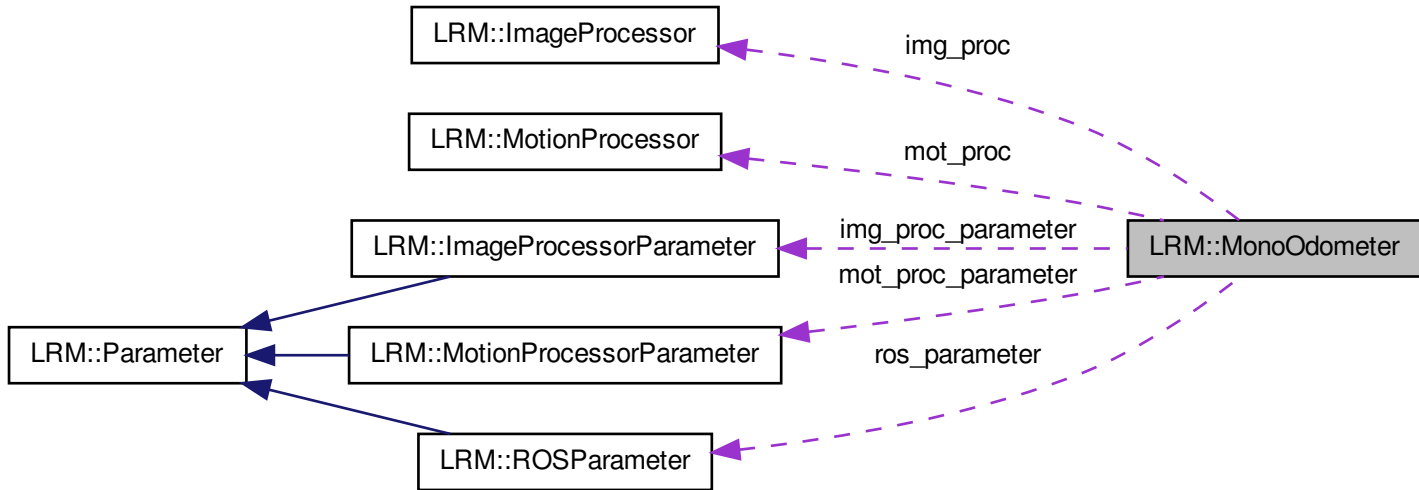 LRM::ImageProcessor
img_proc
LRM::MotionProcessor
mot_proc
img_proc_parameter
LRM::ImageProcessorParameter
LRM::MonoOdometer
mot_proc_parameter
LRM::Parameter
LRM::MotionProcessorParameter
ros_parameter
LRM::ROSParameter